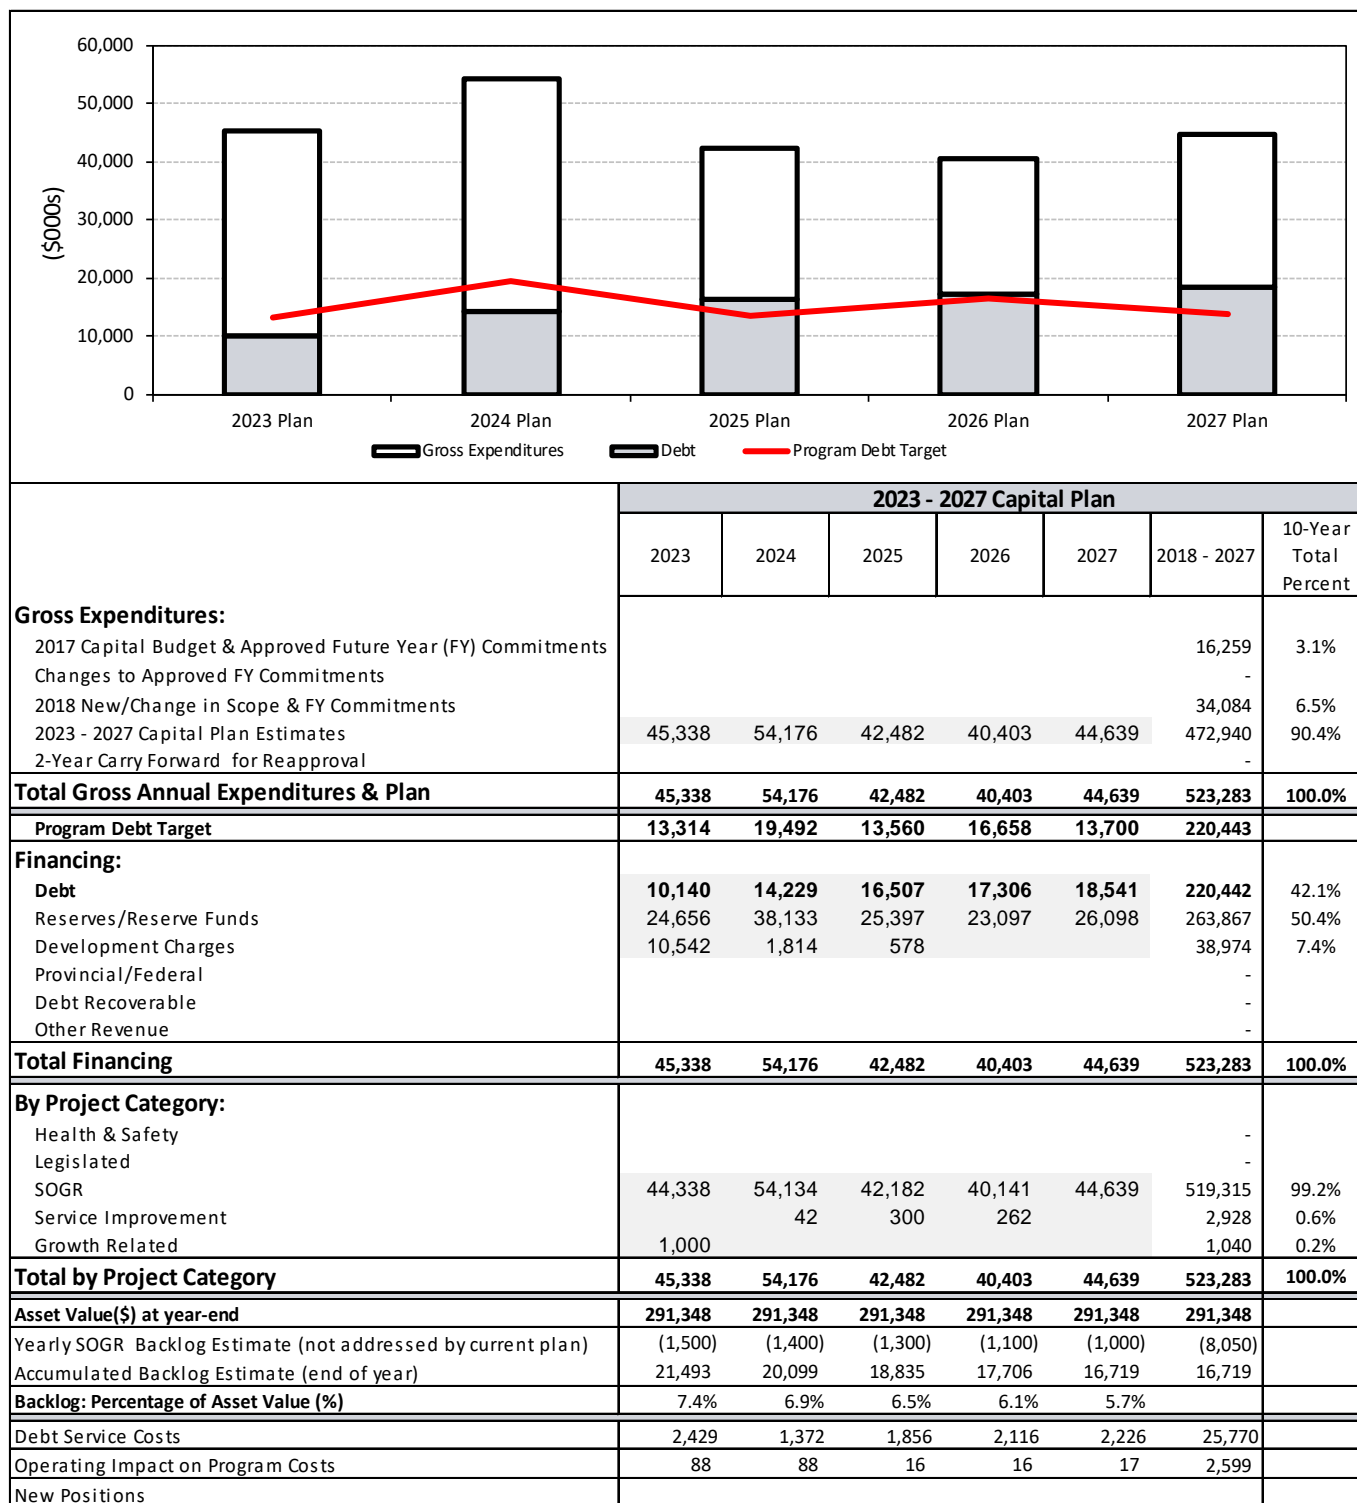 60,000
50,000
40,000
30,000
20,000
10,000
0
($000s)
2023 Plan 2024 Plan 2025 Plan 2026 Plan 2027 Plan
Gross Expenditures Debt Program Debt Target
2023 - 2027 Capital Plan
2023 2024 2025 2026 2027 2018 - 2027 10-Year
Total
Percent
Gross Expenditures:
2017 Capital Budget & Approved Future Year (FY) Commitments 16,259 3.1%
Changes to Approved FY Commitments -
2018 New/Change in Scope & FY Commitments 34,084 6.5%
2023 - 2027 Capital Plan Estimates 45,338 54,176 42,482 40,403 44,639 472,940 90.4%
2-Year Carry Forward for Reapproval -
Total Gross Annual Expenditures & Plan 45,338 54,176 42,482 40,403 44,639 523,283 100.0%
Program Debt Target 13,314 19,492 13,560 16,658 13,700 220,443
Financing:
Debt 10,140 14,229 16,507 17,306 18,541 220,442 42.1%
Reserves/Reserve Funds 24,656 38,133 25,397 23,097 26,098 263,867 50.4%
Development Charges 10,542 1,814 578 38,974 7.4%
Provincial/Federal -
Debt Recoverable -
Other Revenue -
Total Financing 45,338 54,176 42,482 40,403 44,639 523,283 100.0%
By Project Category:
Health & Safety -
Legislated -
SOGR 44,338 54,134 42,182 40,141 44,639 519,315 99.2%
Service Improvement 42 300 262 2,928 0.6%
Growth Related 1,000 1,040 0.2%
Total by Project Category 45,338 54,176 42,482 40,403 44,639 523,283 100.0%
Asset Value($) at year-end 291,348 291,348 291,348 291,348 291,348 291,348
Yearly SOGR Backlog Estimate (not addressed by current plan) (1,500) (1,400) (1,300) (1,100) (1,000) (8,050)
Accumulated Backlog Estimate (end of year) 21,493 20,099 18,835 17,706 16,719 16,719
Backlog: Percentage of Asset Value (%) 7.4% 6.9% 6.5% 6.1% 5.7%
Debt Service Costs 2,429 1,372 1,856 2,116 2,226 25,770
Operating Impact on Program Costs 88 88 16 16 17 2,599
New Positions